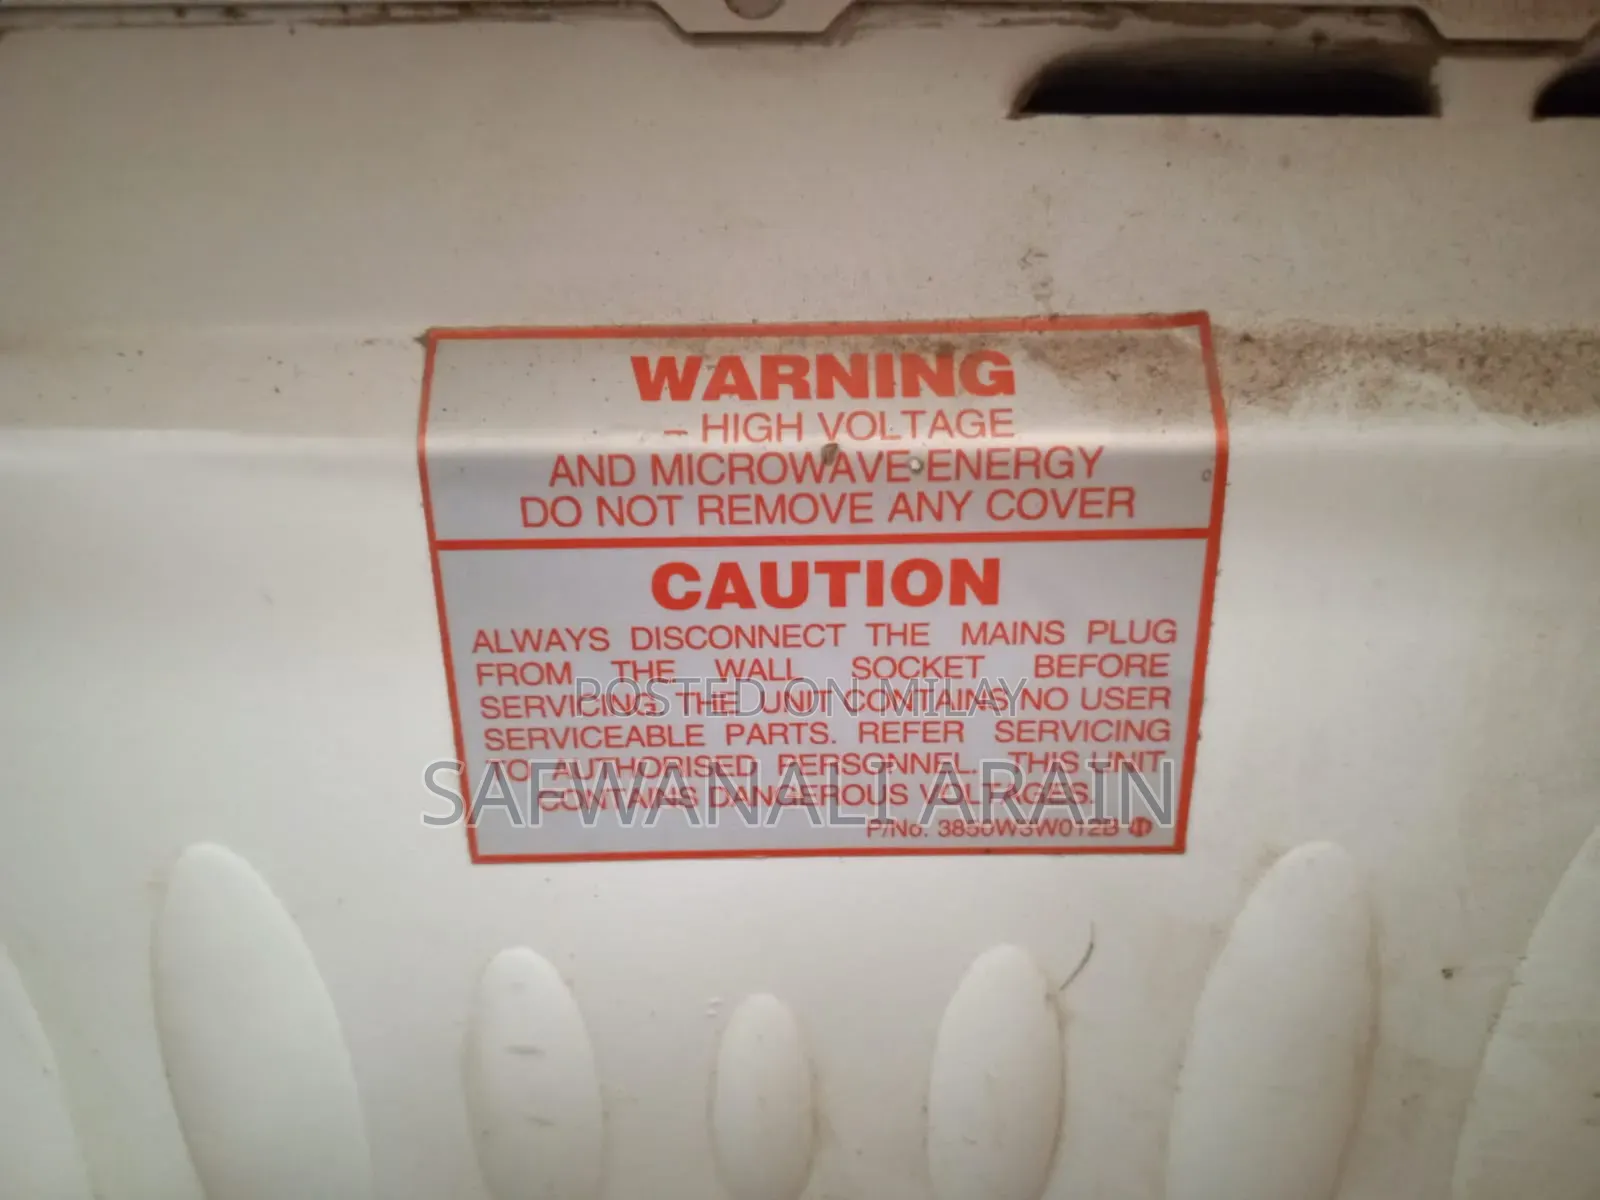 WARNING
– HIGH VOLTAGE
AND MICROWAVE ENERGY
DO NOT REMOVE ANY COVER
CAUTION
ALWAYS DISCONNECT THE MAINS PLUG
FROM THE WALL SOCKET BEFORE
SERVICING. THE UNIT CONTAINS NO USER
SERVICEABLE PARTS. REFER SERVICING
TO AUTHORISED PERSONNEL. THIS UNIT
CONTAINS DANGEROUS VOLTAGES.
P/No. 3850W3W012B
POSTED ON MILAY
SAFWANALI ARAIN